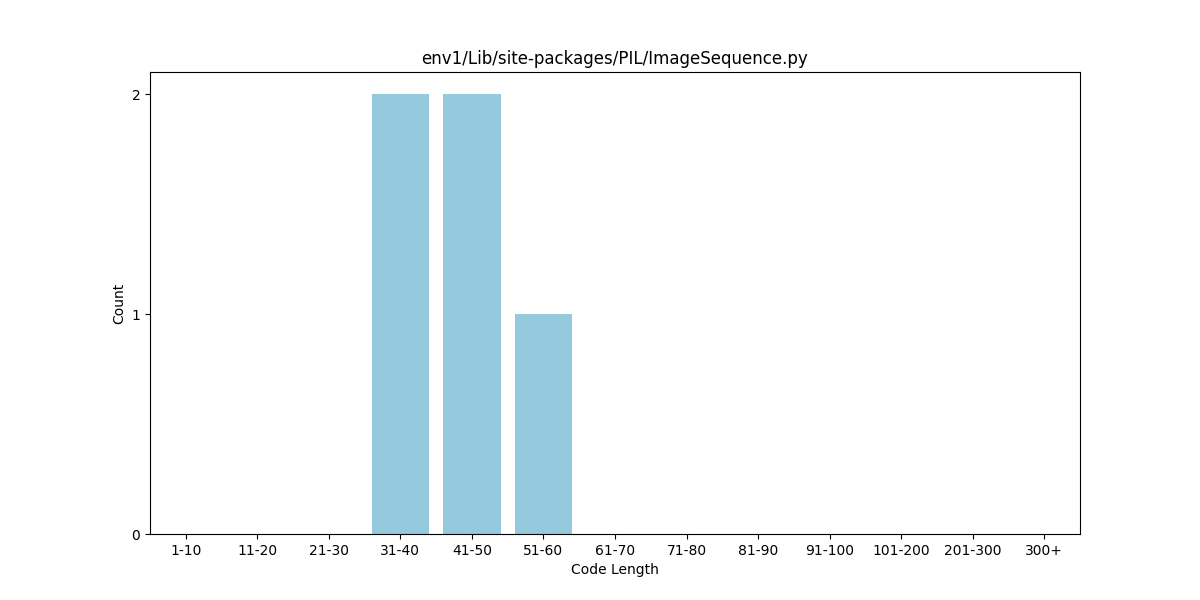 env1/Lib/site-packages/PIL/ImageSequence.py
2
1
0
Count
1-10 11-20 21-30 31-40 41-50 51-60 61-70 71-80 81-90 91-100 101-200 201-300 300+
Code Length